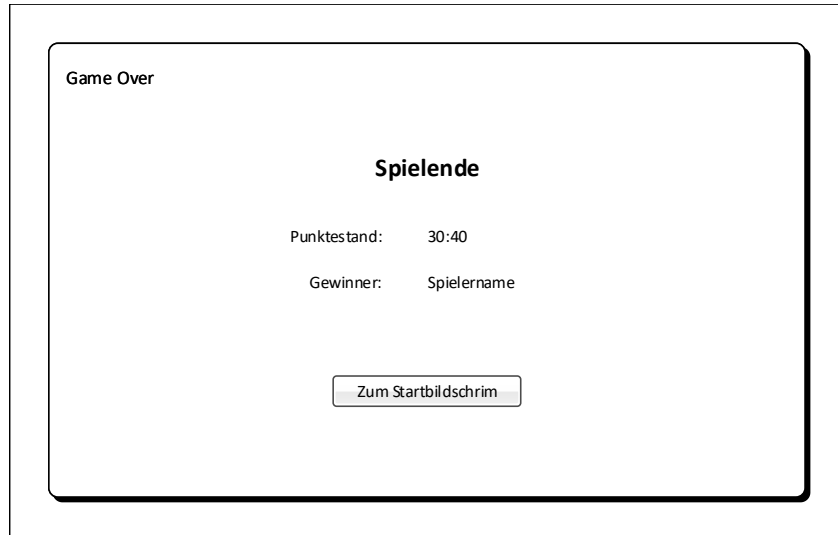 Game Over
Spielende
Punktestand: 30:40
Gewinner: Spielername
Zum Startbildschrim